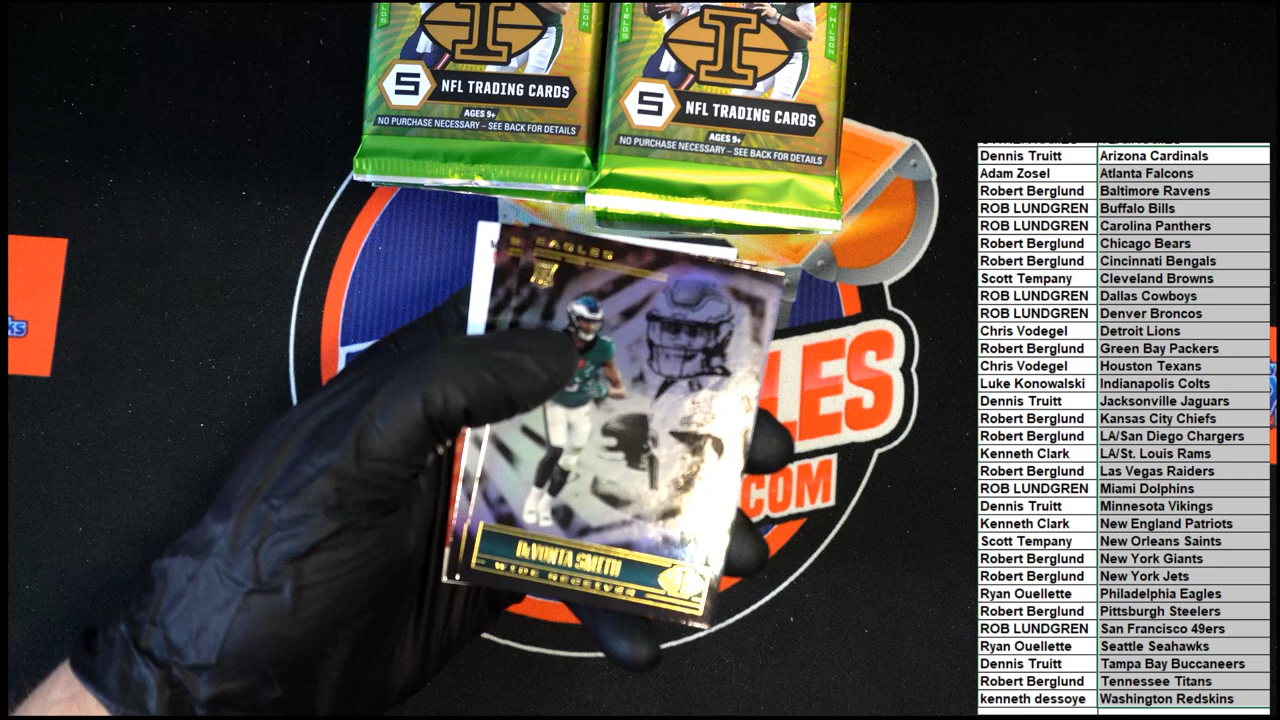 FIELDS
WILSON
FIELDS
WILSON
I
I
5 NFL TRADING CARDS
AGES 9+
NO PURCHASE NECESSARY – SEE BACK FOR DETAILS
5 NFL TRADING CARDS
AGES 9+
NO PURCHASE NECESSARY – SEE BACK FOR DETAILS
EAGLES
DeVONTA SMITH
WIDE RECEIVER
LES
.COM
Dennis Truitt Arizona Cardinals
Adam Zosel Atlanta Falcons
Robert Berglund Baltimore Ravens
ROB LUNDGREN Buffalo Bills
ROB LUNDGREN Carolina Panthers
Robert Berglund Chicago Bears
Robert Berglund Cincinnati Bengals
Scott Tempany Cleveland Browns
ROB LUNDGREN Dallas Cowboys
ROB LUNDGREN Denver Broncos
Chris Vodegel Detroit Lions
Robert Berglund Green Bay Packers
Chris Vodegel Houston Texans
Luke Konowalski Indianapolis Colts
Dennis Truitt Jacksonville Jaguars
Robert Berglund Kansas City Chiefs
Robert Berglund LA/San Diego Chargers
Kenneth Clark LA/St. Louis Rams
Robert Berglund Las Vegas Raiders
ROB LUNDGREN Miami Dolphins
Dennis Truitt Minnesota Vikings
Kenneth Clark New England Patriots
Scott Tempany New Orleans Saints
Robert Berglund New York Giants
Robert Berglund New York Jets
Ryan Ouellette Philadelphia Eagles
Robert Berglund Pittsburgh Steelers
ROB LUNDGREN San Francisco 49ers
Ryan Ouellette Seattle Seahawks
Dennis Truitt Tampa Bay Buccaneers
Robert Berglund Tennessee Titans
kenneth dessoye Washington Redskins